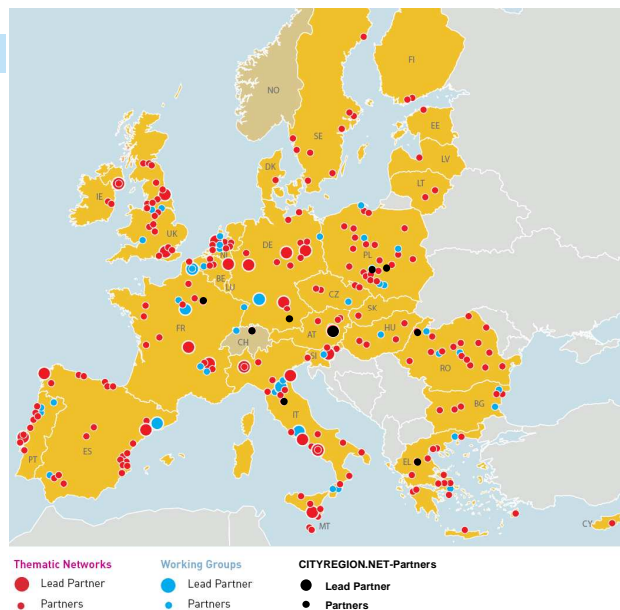 FI
NO
SE
EE
LV
LT
DK
IE
UK
NL
DE
PL
BE
LU
CZ
SK
FR
CH
AT
HU
SI
RO
IT
BG
PT
ES
EL
MT
CY
Thematic Networks
Lead Partner
Partners
Working Groups
Lead Partner
Partners
CITYREGION.NET-Partners
Lead Partner
Partners